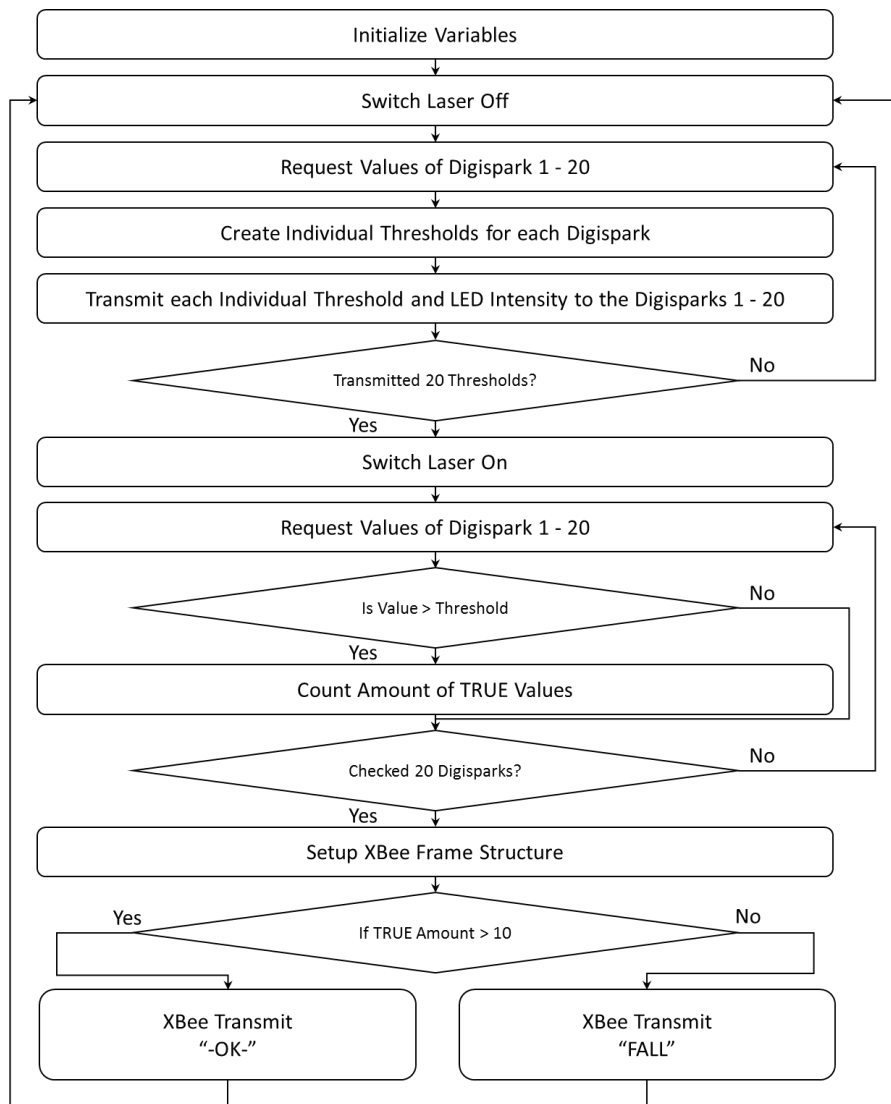 Initialize Variables
Switch Laser Off
Request Values of Digispark 1 - 20
Create Individual Thresholds for each Digispark
Transmit each Individual Threshold and LED Intensity to the Digisparks 1 - 20
No
Transmitted 20 Thresholds?
Yes
Switch Laser On
Request Values of Digispark 1 - 20
No
Is Value > Threshold
Yes
Count Amount of TRUE Values
No
Checked 20 Digisparks?
Yes
Setup XBee Frame Structure
Yes
No
If TRUE Amount > 10
XBee Transmit
“-OK-”
XBee Transmit
“FALL”